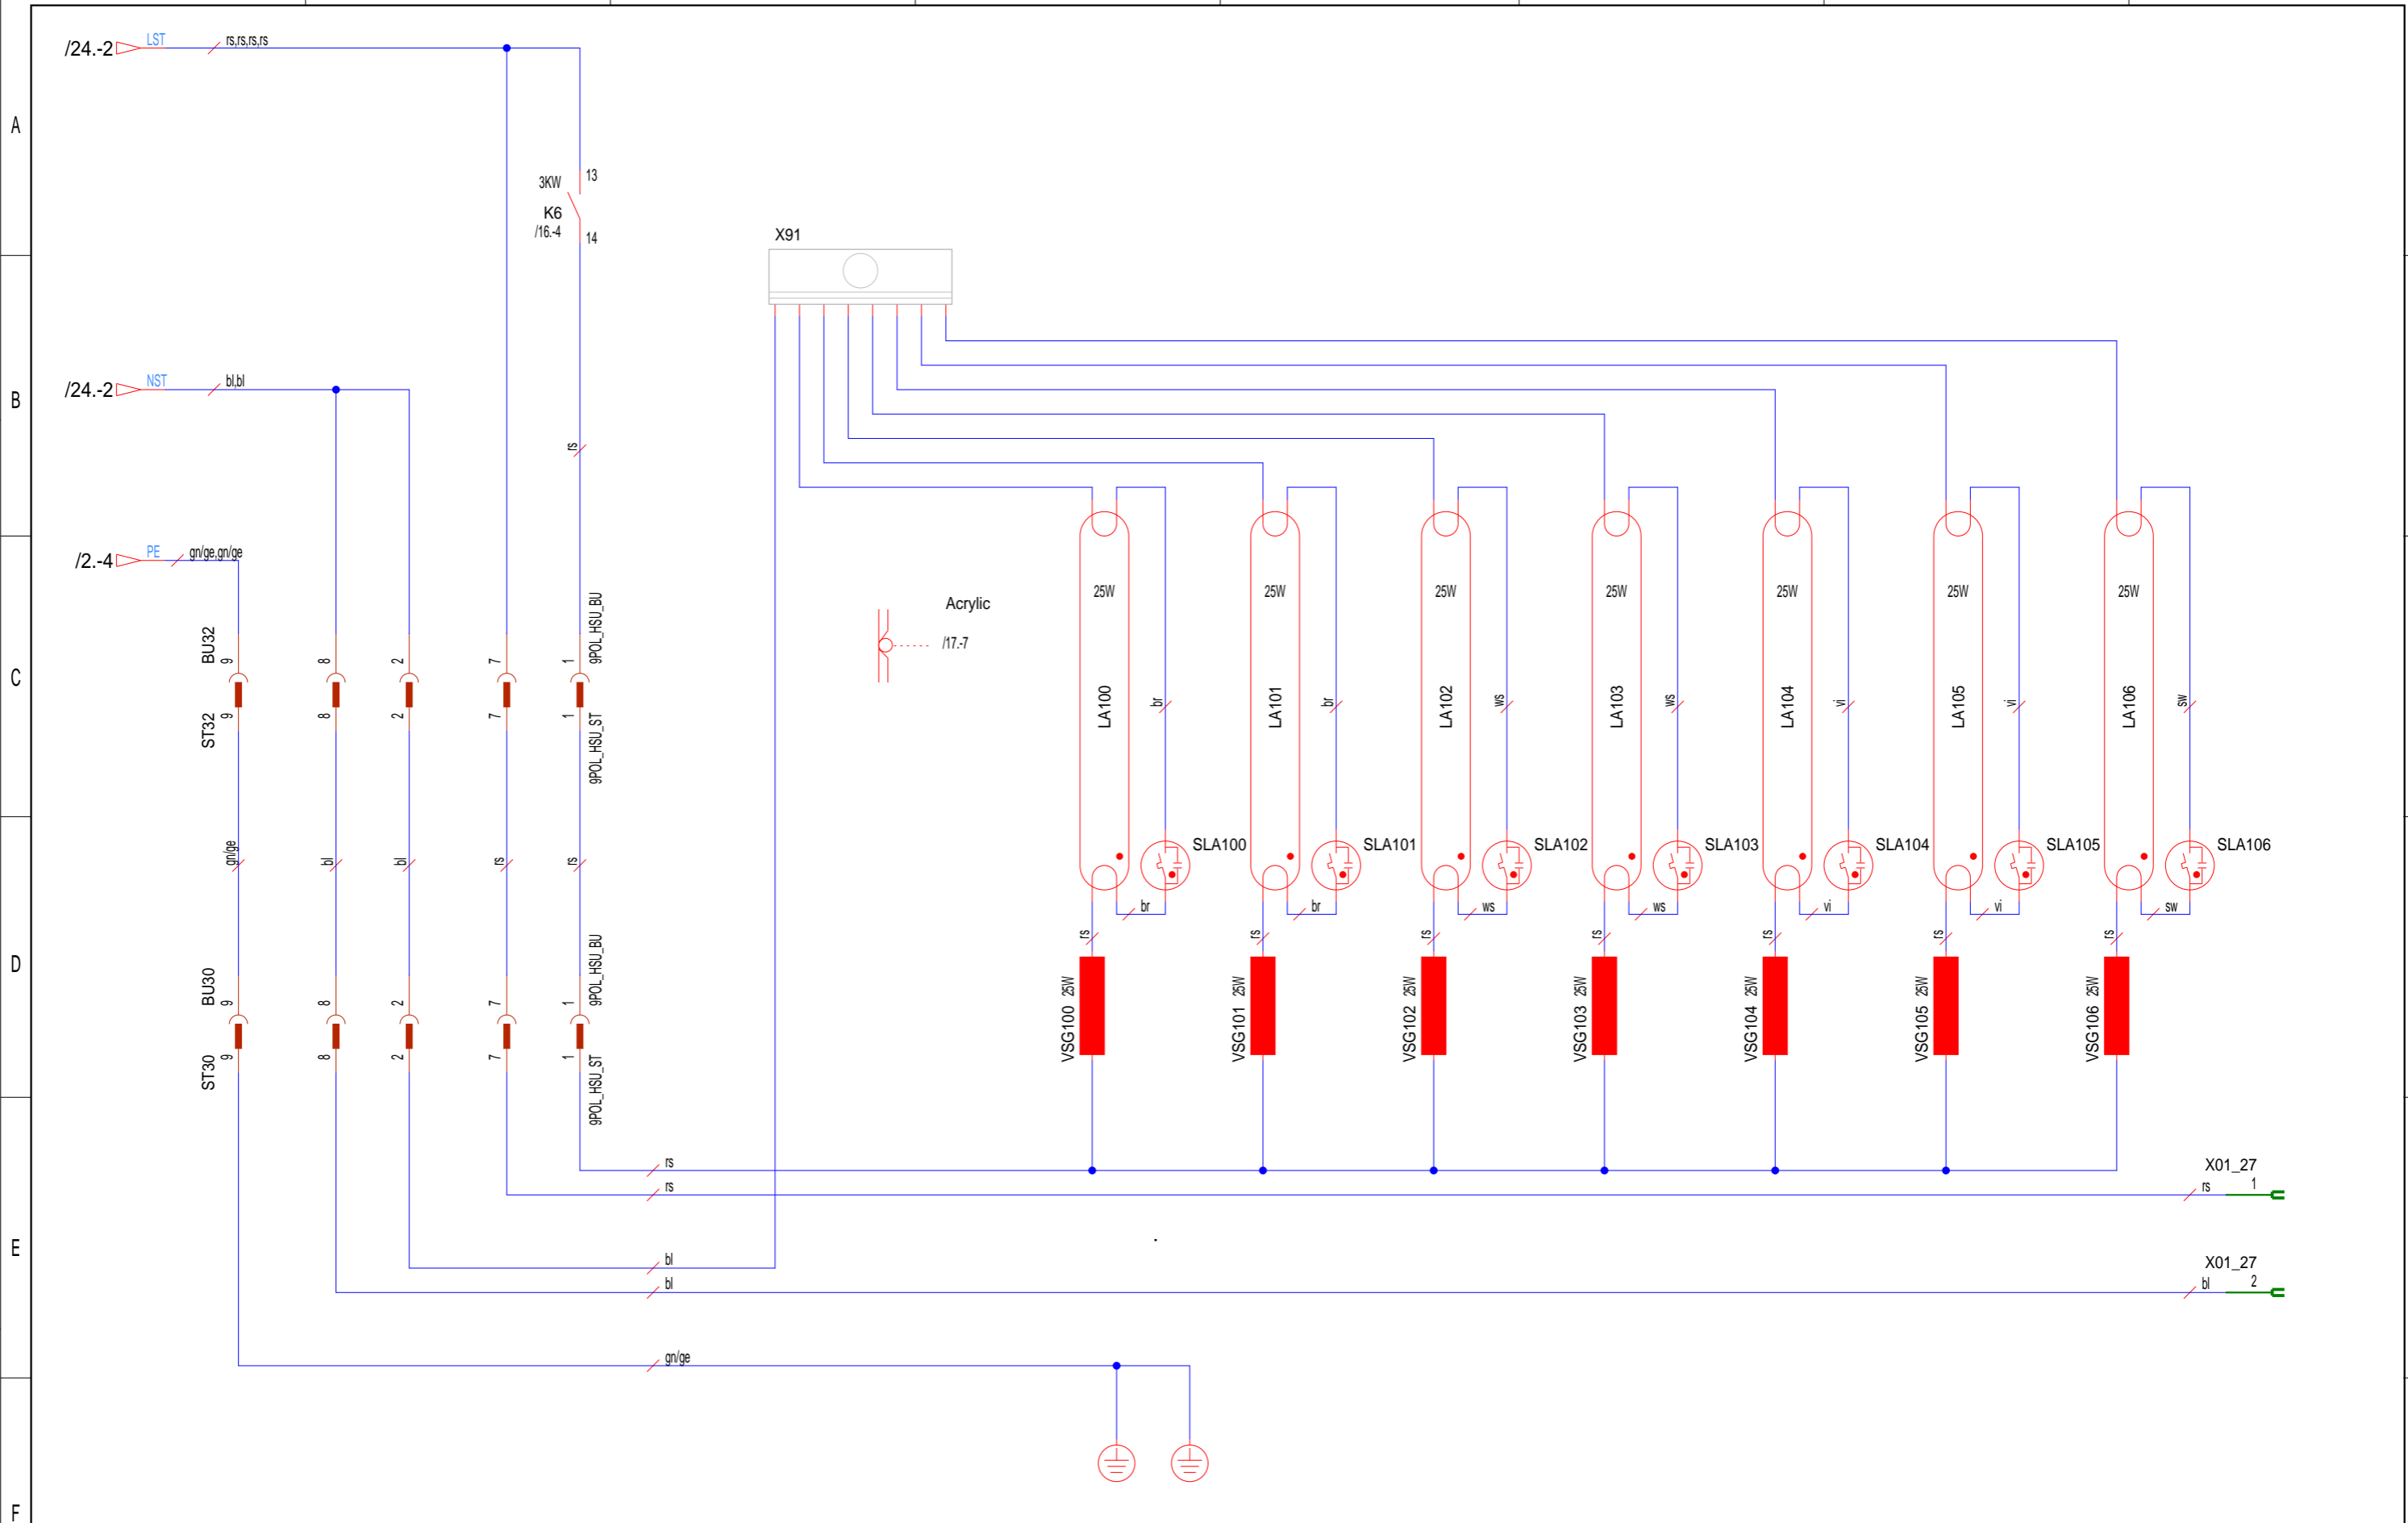 /24.-2 LST rs,rs,rs,rs
A
3KW 13
K6
/16.-4 14
X91
/24.-2 NST bl,bl
B
rs
/2.-4 PE gn/ge,gn/ge
BU32 9 8 2 7 1 9POL_HSU_BU
ST32 9 8 2 7 1 9POL_HSU_ST
Acrylic
/17.-7
25W 25W 25W 25W 25W 25W 25W
C
LA100 br LA101 br LA102 ws LA103 ws LA104 vi LA105 vi LA106 sw
SLA100 SLA101 SLA102 SLA103 SLA104 SLA105 SLA106
gn/ge bl bl rs rs
br br ws ws vi vi sw
rs rs rs rs rs rs rs
D
BU30 9 8 2 7 1 9POL_HSU_BU
ST30 9 8 2 7 1 9POL_HSU_ST
VSG100 25W VSG101 25W VSG102 25W VSG103 25W VSG104 25W VSG105 25W VSG106 25W
rs X01_27
rs rs 1
E
bl X01_27
bl bl 2
gn/ge
F